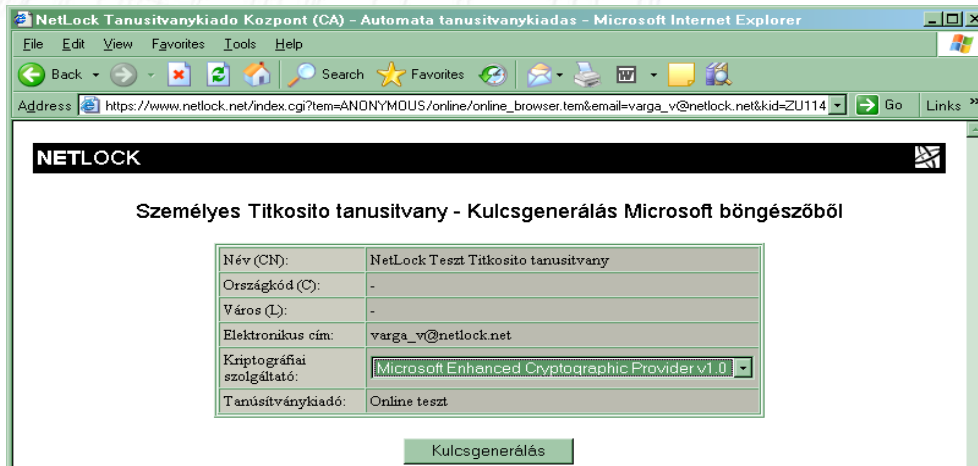 NetLock Tanusitvanykiado Kozpont (CA) - Automata tanusitvanykiadas - Microsoft Internet Explorer
File Edit View Favorites Tools Help
Back Search Favorites
Address https://www.netlock.net/index.cgi?tem=ANONYMOUS/online/online_browser.tem&email=varga_v@netlock.net&kid=ZU114 Go Links »
NETLOCK
Személyes Titkosito tanusitvany - Kulcsgenerálás Microsoft böngészőből
Név (CN): NetLock Teszt Titkosito tanusitvany
Országkód (C): -
Város (L): -
Elektronikus cím: varga_v@netlock.net
Kriptográfiai
szolgáltató: Microsoft Enhanced Cryptographic Provider v1.0
Tanúsítványkiadó: Online teszt
Kulcsgenerálás